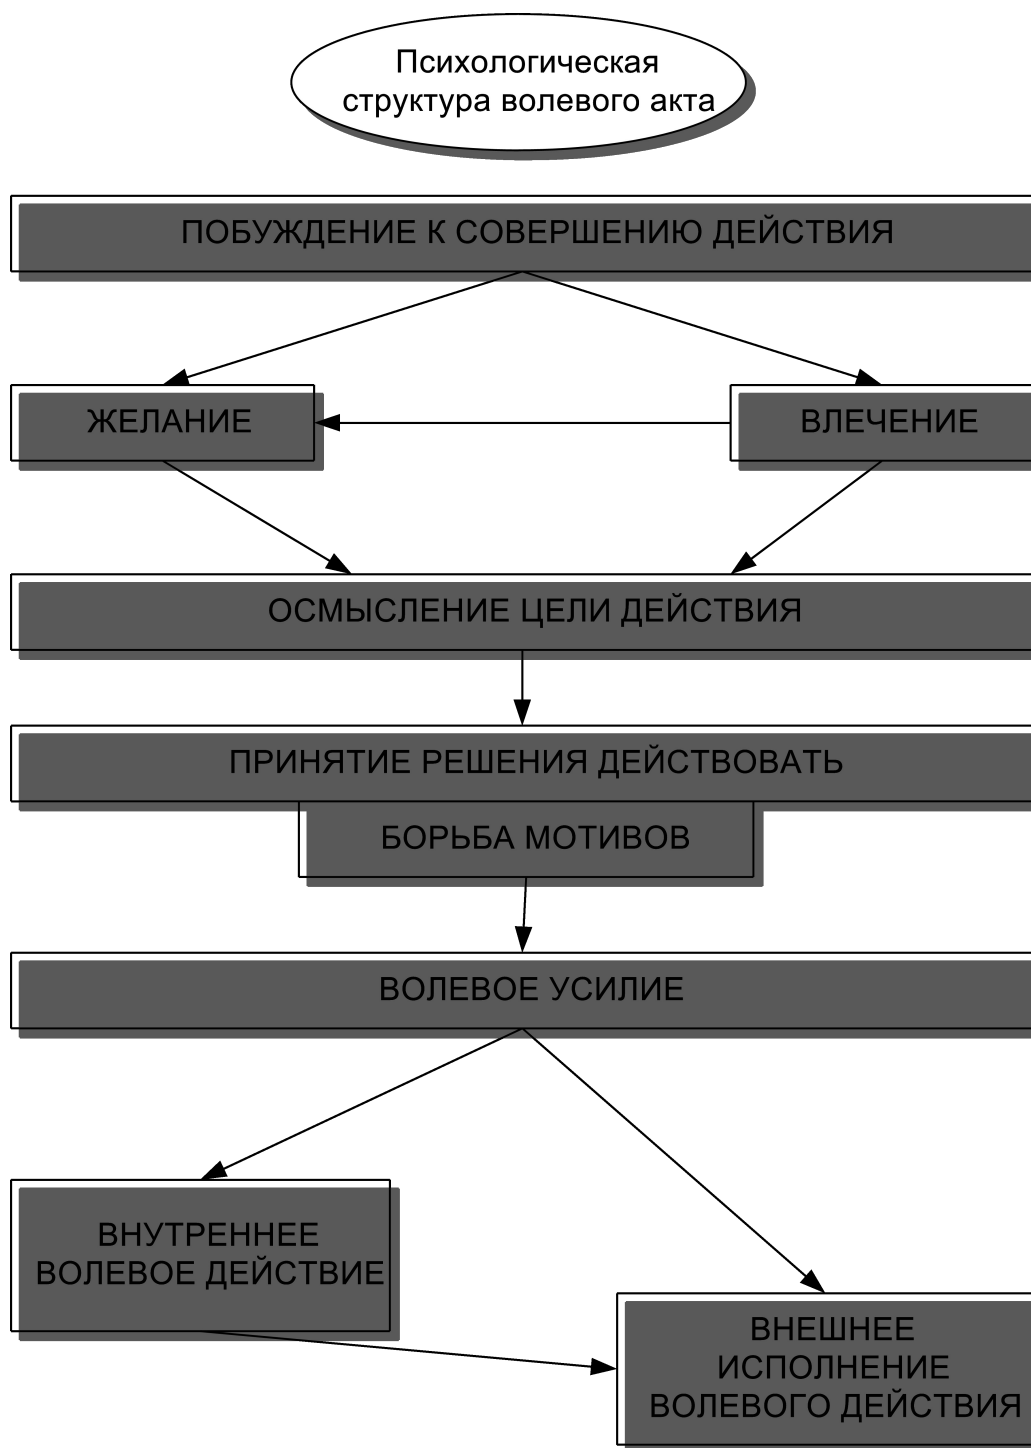 Психологическая
структура волевого акта
ПОБУЖДЕНИЕ К СОВЕРШЕНИЮ ДЕЙСТВИЯ
ЖЕЛАНИЕ
ВЛЕЧЕНИЕ
ОСМЫСЛЕНИЕ ЦЕЛИ ДЕЙСТВИЯ
ПРИНЯТИЕ РЕШЕНИЯ ДЕЙСТВОВАТЬ
БОРЬБА МОТИВОВ
ВОЛЕВОЕ УСИЛИЕ
ВНУТРЕННЕЕ
ВОЛЕВОЕ ДЕЙСТВИЕ
ВНЕШНЕЕ
ИСПОЛНЕНИЕ
ВОЛЕВОГО ДЕЙСТВИЯ